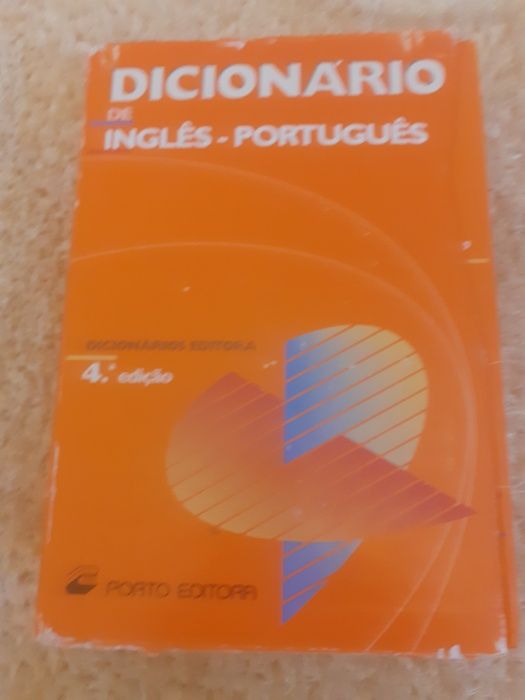 DICIONÁRIO
DE
INGLÊS - PORTUGUÊS
DICIONÁRIOS EDITORA
4.ª edição
PORTO EDITORA